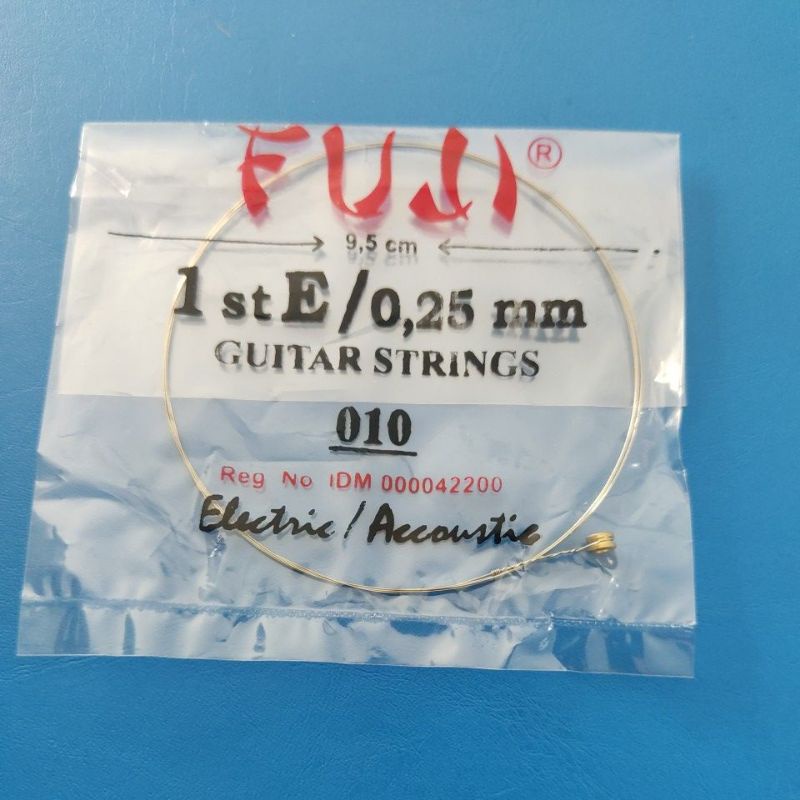 FUJI ®
9,5 cm
1 st E/0,25 mm
GUITAR STRINGS
010
Reg No IDM 000042200
Electric/Accoustic